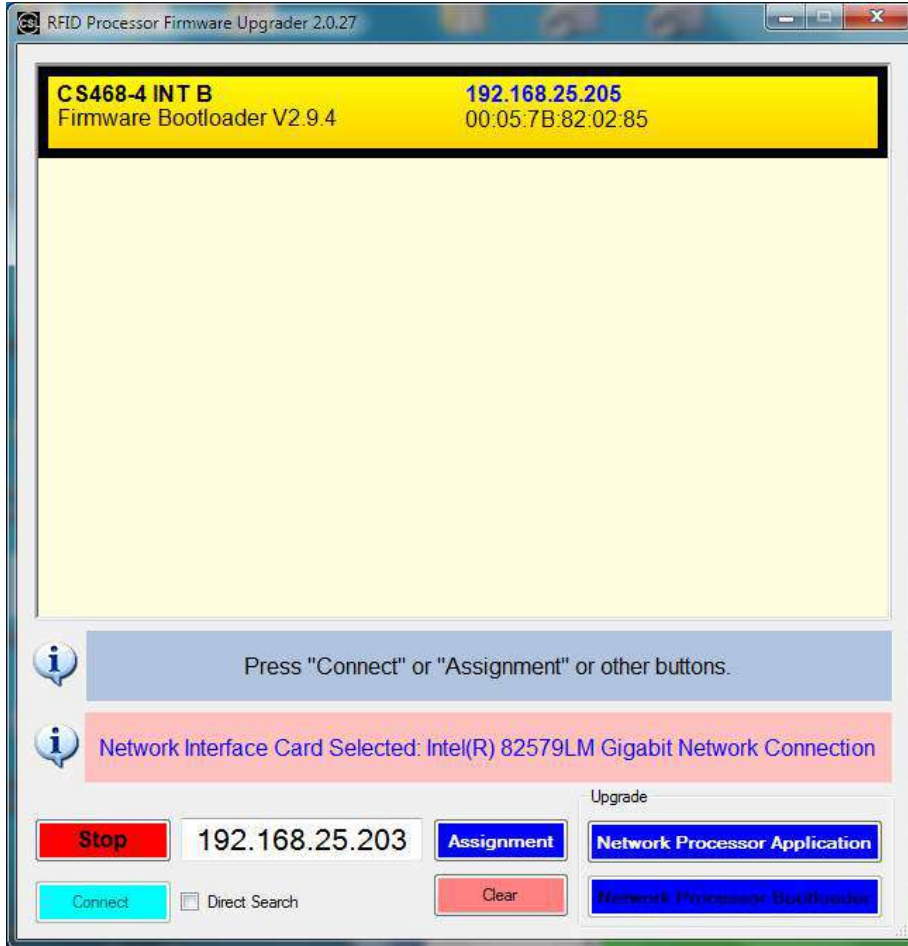 CSL RFID Processor Firmware Upgrader 2.0.27
CS468-4 INT B 192.168.25.205
Firmware Bootloader V2.9.4 00:05:7B:82:02:85
Press "Connect" or "Assignment" or other buttons.
Network Interface Card Selected: Intel(R) 82579LM Gigabit Network Connection
Upgrade
Stop 192.168.25.203 Assignment Network Processor Application
Connect Direct Search Clear Network Processor Bootloader